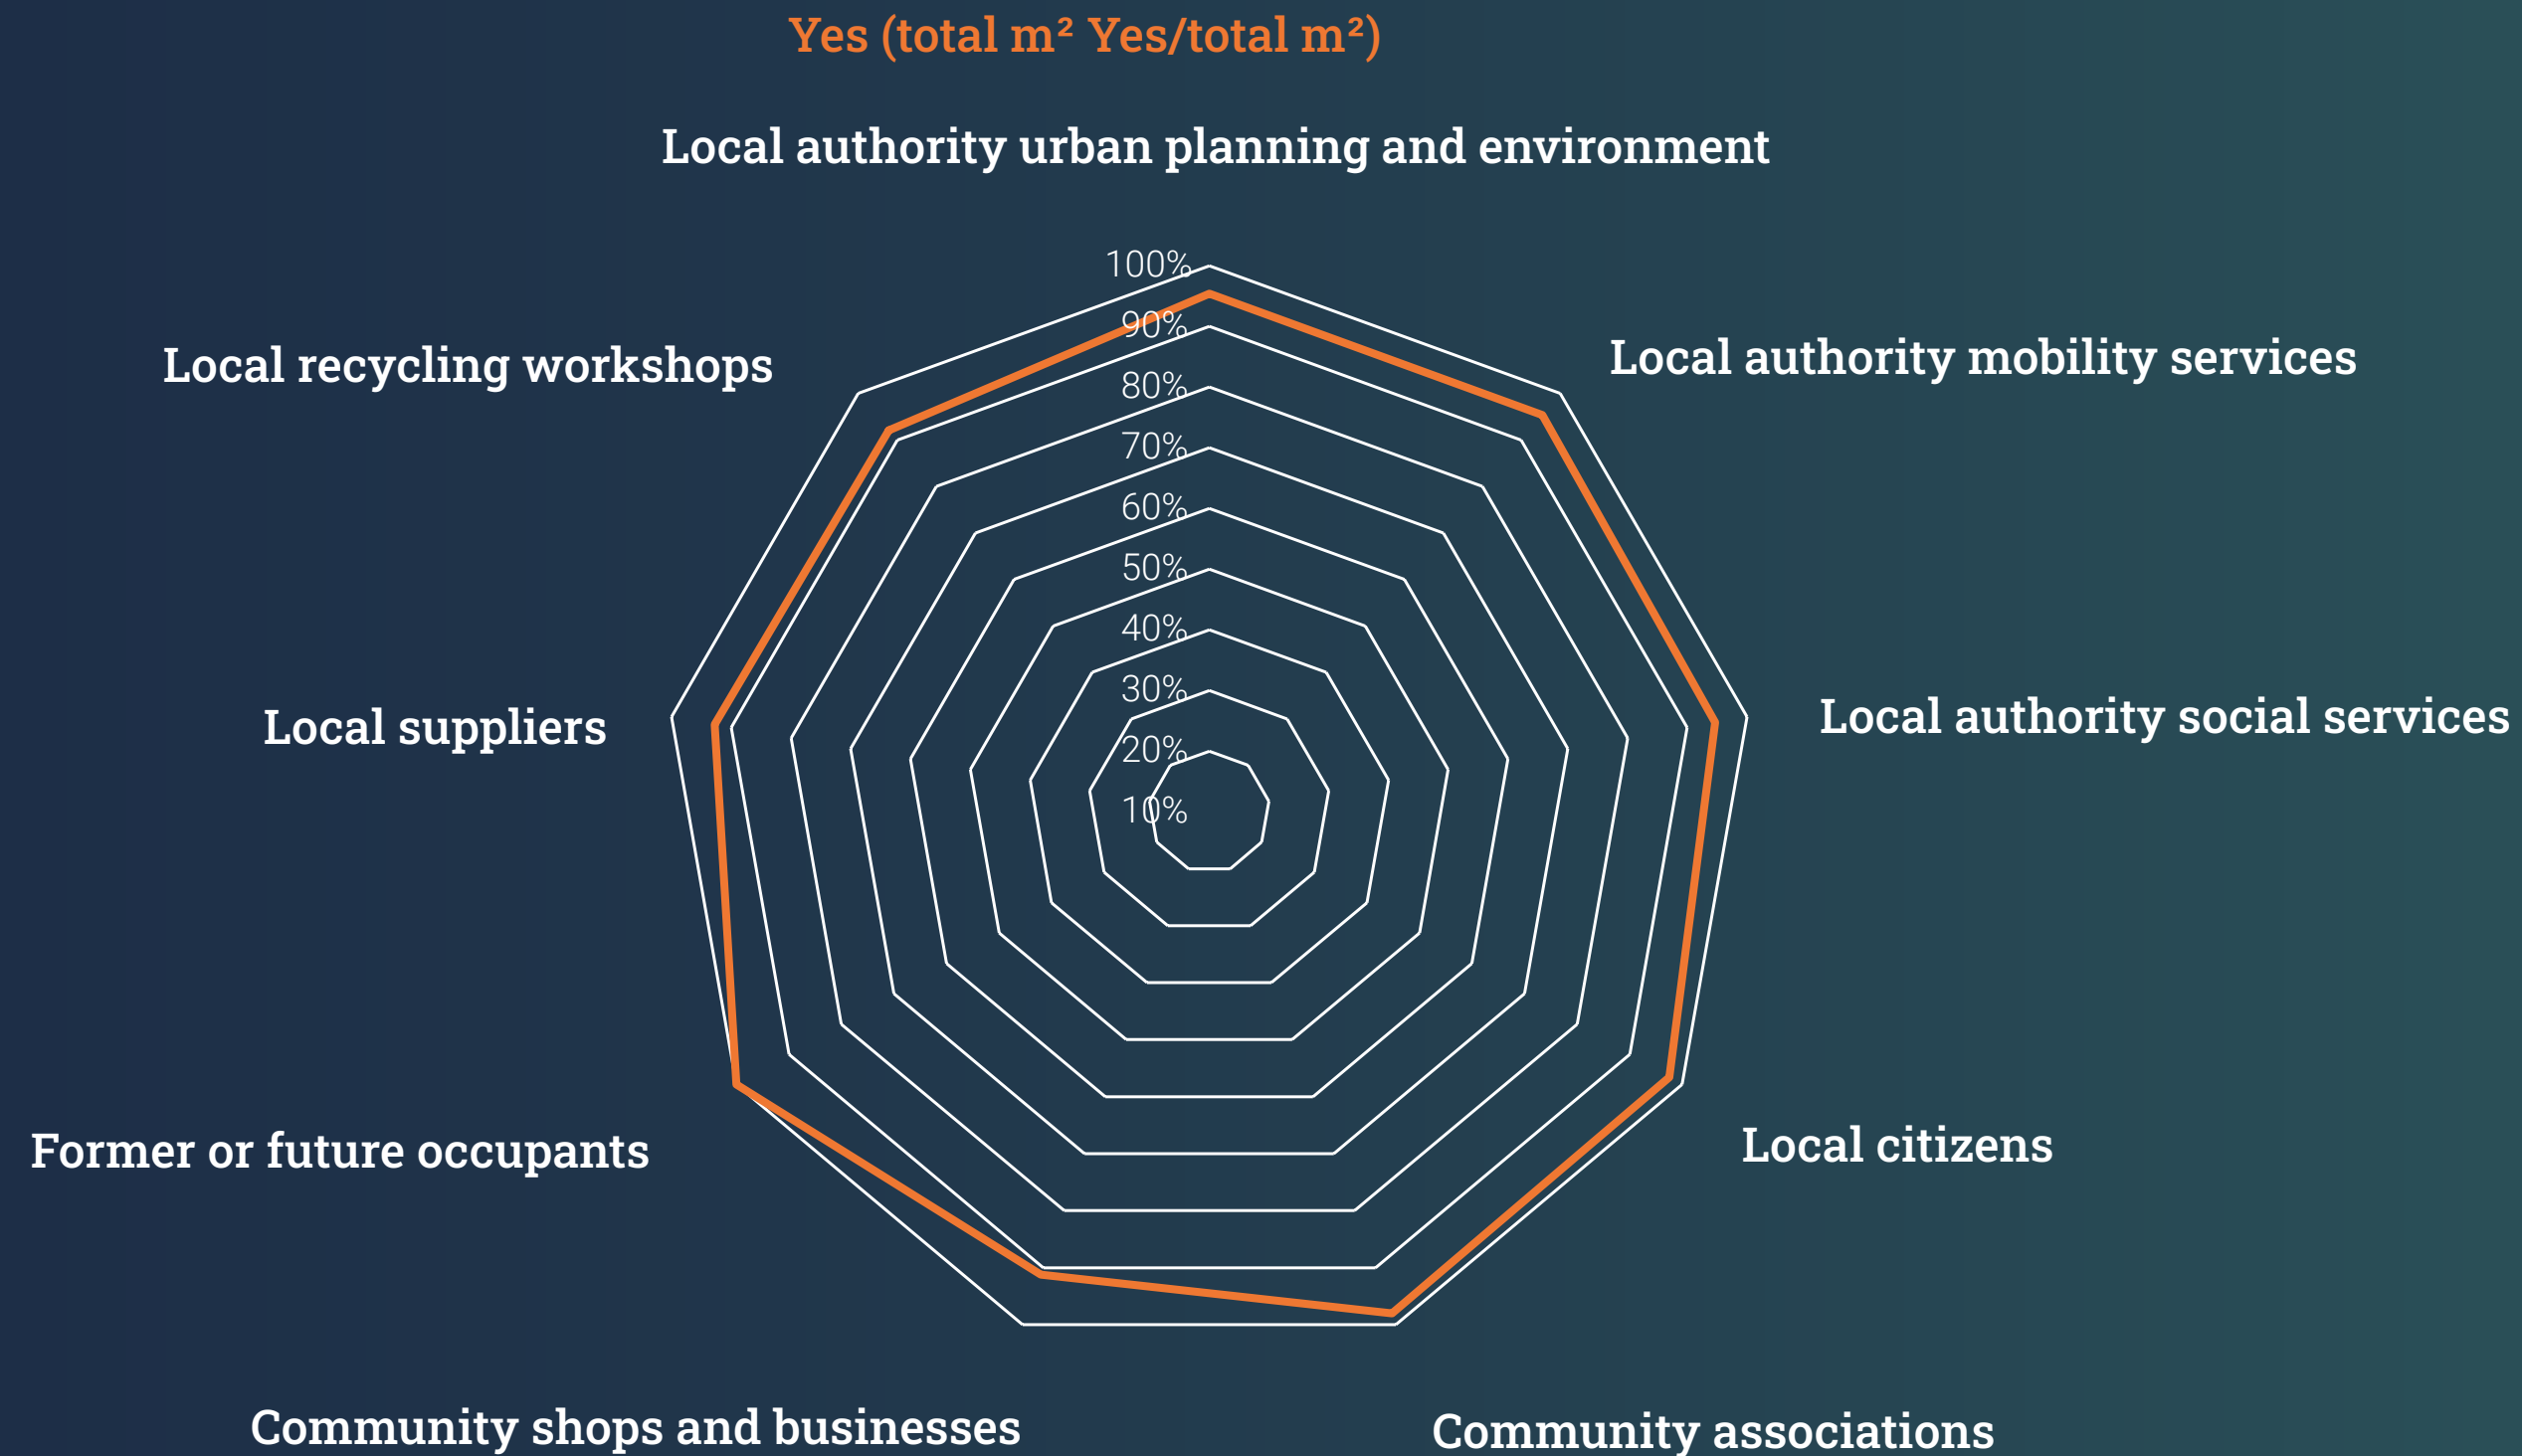 Yes (total m² Yes/total m²)
Local authority urban planning and environment
100%
90%
80%
70%
60%
50%
40%
30%
20%
10%
Local authority mobility services
Local authority social services
Local citizens
Community associations
Community shops and businesses
Former or future occupants
Local suppliers
Local recycling workshops